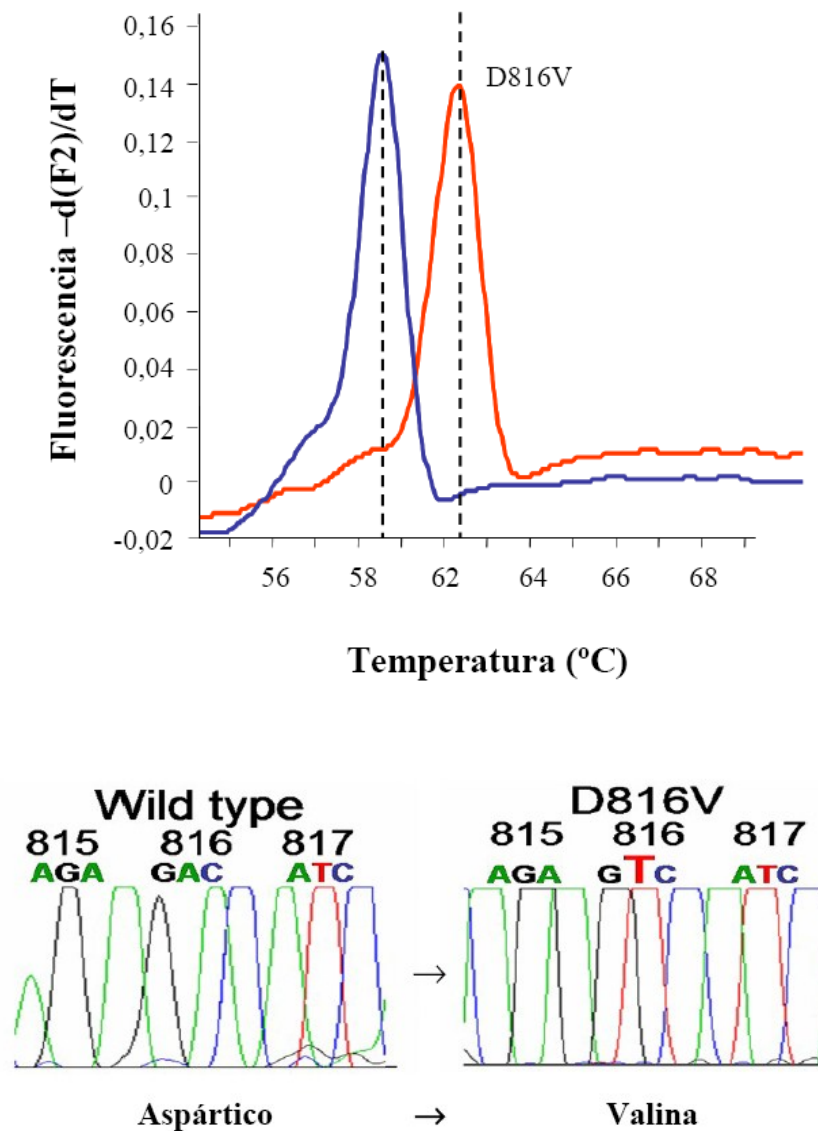 0,16
0,14
0,12
0,1
0,08
0,06
0,04
0,02
0
-0,02
Fluorescencia –d(F2)/dT
D816V
56 58 62 64 66 68
Temperatura (ºC)
Wild type
815 816 817
AGA GAC ATC
D816V
815 816 817
AGA GTC ATC
→
Aspártico → Valina